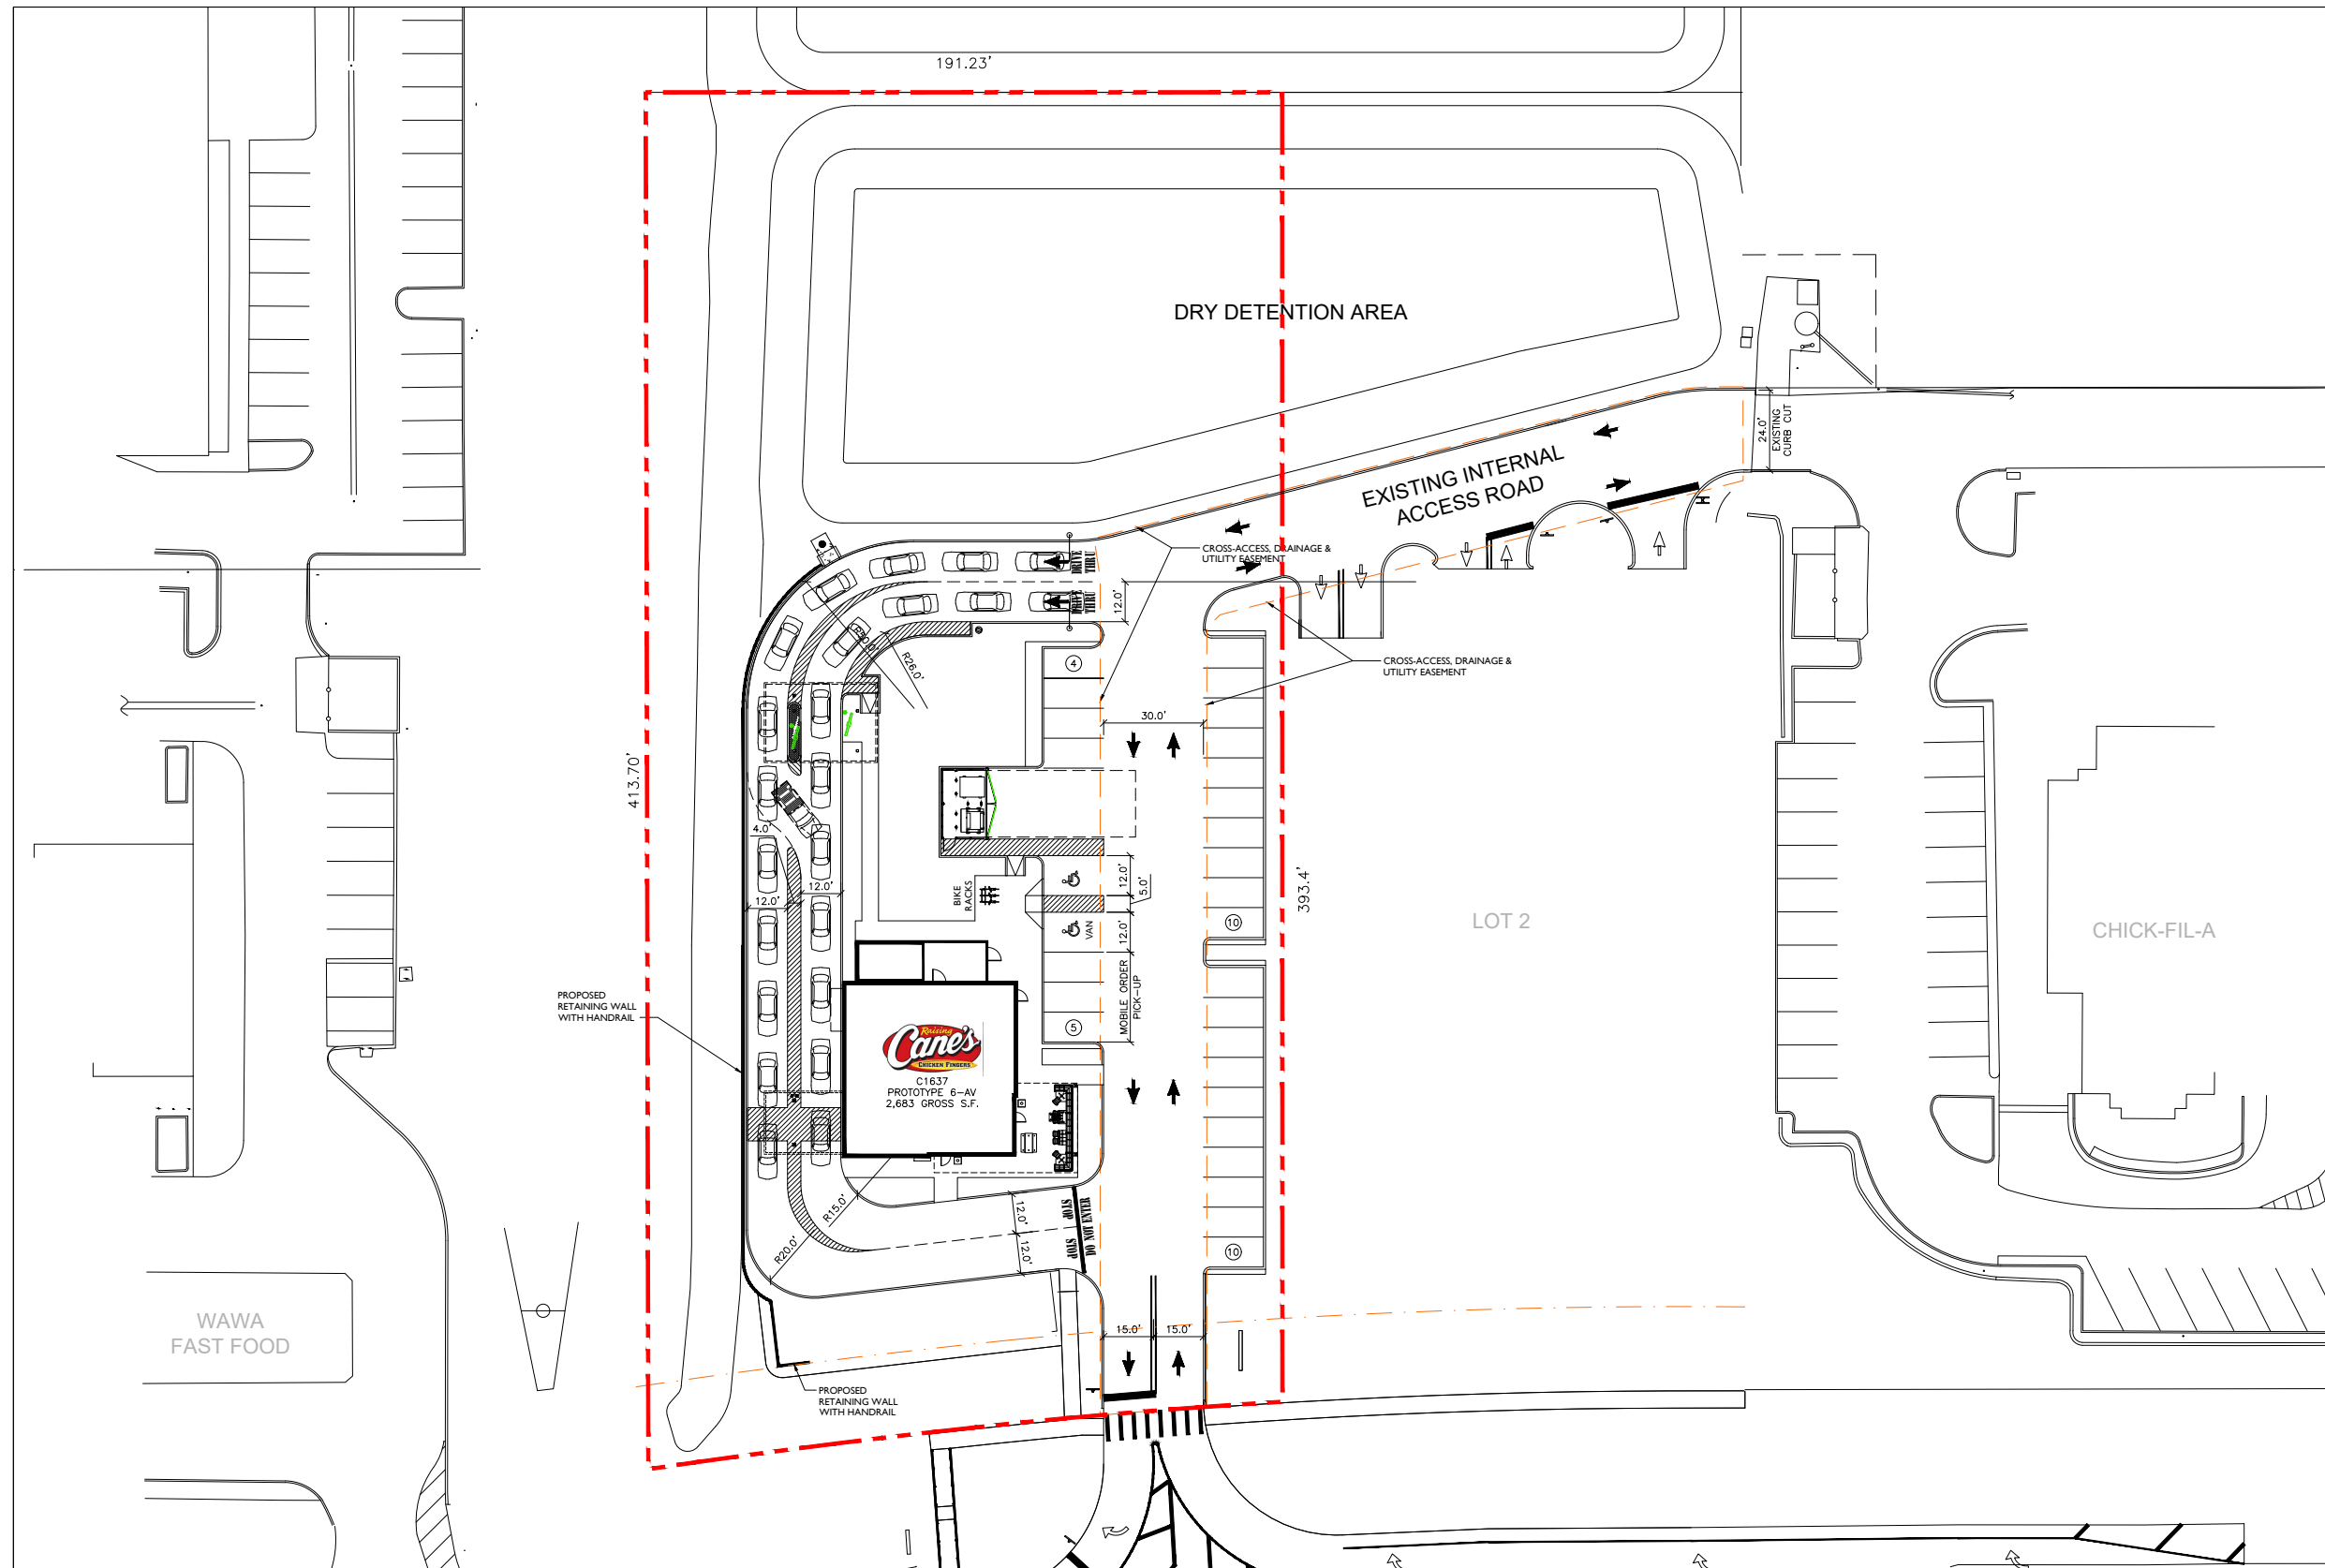 191.23'
DRY DETENTION AREA
24.0'
EXISTING
CURB CUT
EXISTING INTERNAL
ACCESS ROAD
CROSS-ACCESS, DRAINAGE &
UTILITY EASEMENT
DRIVE
THRU
DRIVE
THRU
12.0'
R26.0'
4
CROSS-ACCESS, DRAINAGE &
UTILITY EASEMENT
30.0'
413.70'
4.0'
12.0'
12.0'
BIKE
RACKS
12.0'
5.0'
VAN
12.0'
393.4'
10
LOT 2
CHICK-FIL-A
PROPOSED
RETAINING WALL
WITH HANDRAIL
MOBILE ORDER
PICK-UP
5
Raising
Cane's
CHICKEN FINGERS
C1637
PROTOTYPE 6-AV
2,683 GROSS S.F.
R15.0'
R20.0'
12.0'
12.0'
STOP
STOP
DO NOT ENTER
10
WAWA
FAST FOOD
15.0'
15.0'
PROPOSED
RETAINING WALL
WITH HANDRAIL